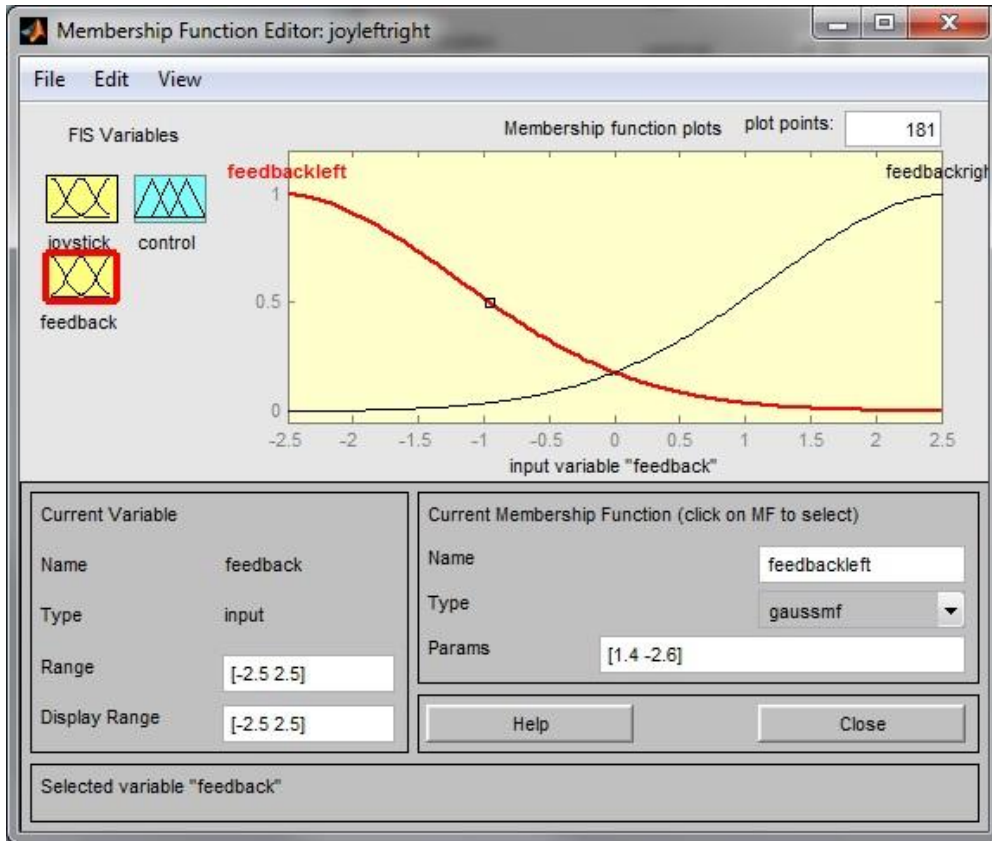 Membership Function Editor: joyleftright
File Edit View
FIS Variables
Membership function plots
plot points:
181
joystick
control
feedback
feedbackleft
feedbackrigh
1
0.5
0
-2.5 -2 -1.5 -1 -0.5 0 0.5 1 1.5 2 2.5
input variable "feedback"
Current Variable
Name feedback
Type input
Range [-2.5 2.5]
Display Range [-2.5 2.5]
Current Membership Function (click on MF to select)
Name feedbackleft
Type gaussmf
Params [1.4 -2.6]
Help Close
Selected variable "feedback"